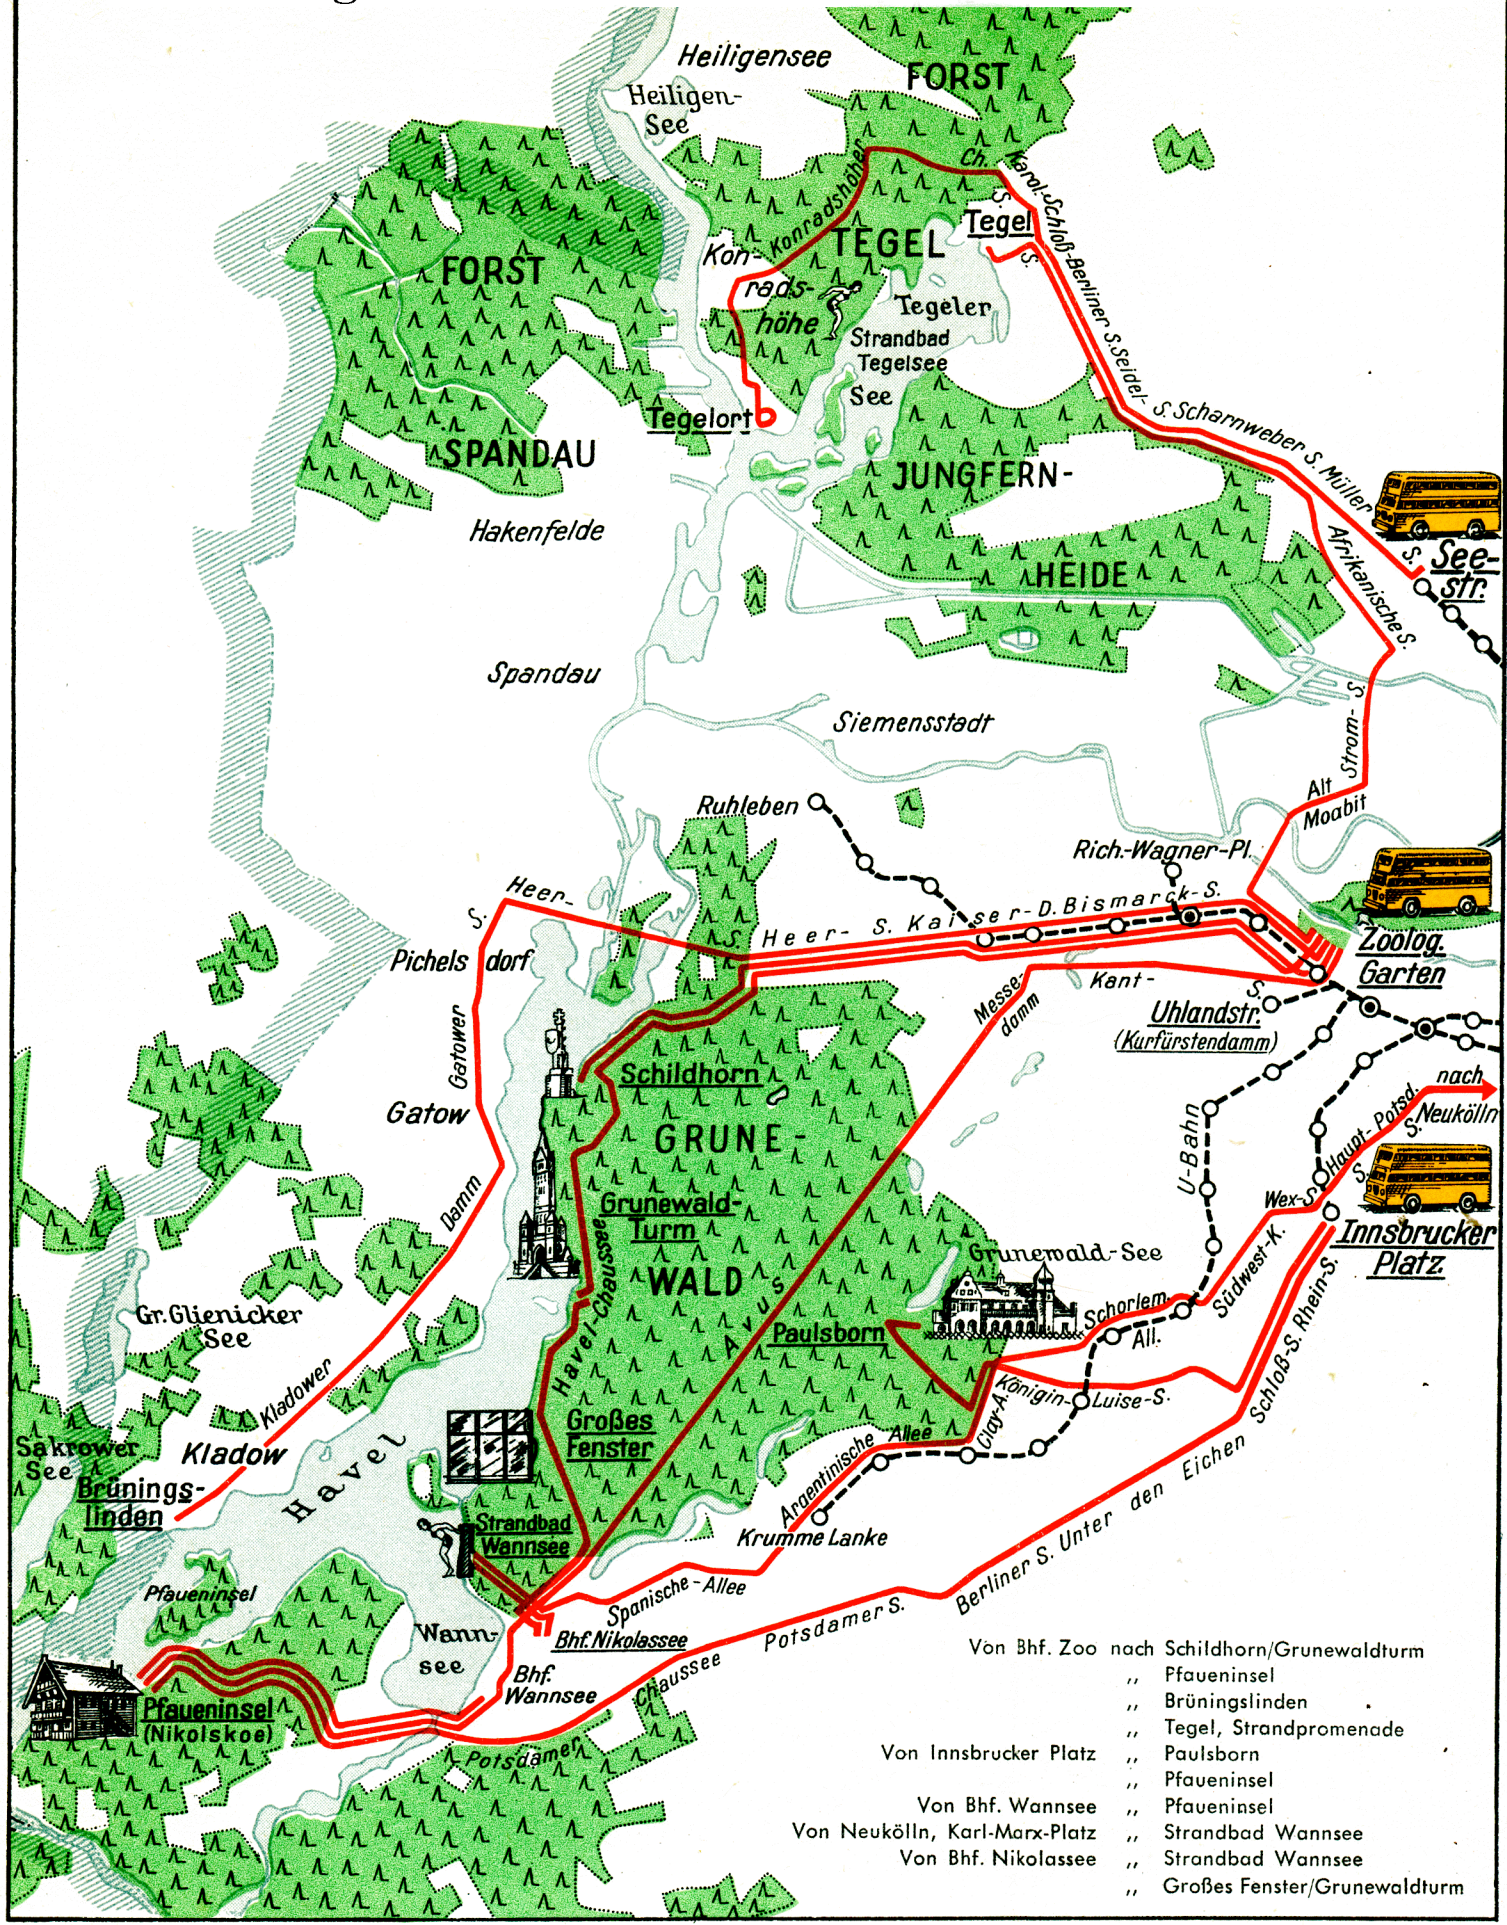 Heiligensee
Heiligen-
See
FORST
Ch.
Karol.-Schloß-Berliner S. Seidel-
S.
Tegel
S.
TEGEL
Konradshöher
Kon-
rads-
höhe
Tegeler
Strandbad
Tegelsee
See
Tegelort
FORST
SPANDAU
S. Scharnweber S. Müller
S.
See-
str.
JUNGFERN-
HEIDE
Afrikanische S.
Hakenfelde
Spandau
Siemensstadt
Strom- S.
Alt
Moabit
Ruhleben
Rich.-Wagner-Pl.
Heer-
S.
S.
Heer- S. Kaiser-D. Bismarck-S.
Zoolog.
Garten
Pichelsdorf
Kant-
S.
Messe-
damm
Uhlandstr.
(Kurfürstendamm)
Gatower
Schildhorn
nach
Neukölln
Gatow
GRUNE-
U-Bahn
S. Haupt-Potsd.
S.
Damm
Grunewald-
Turm
Wex-S.
Innsbrucker
Platz
WALD
Grunewald-See
Havel-Chaussee
Avus
Paulsborn
Schorlem.
All.
Südwest-K.
Gr. Glienicker
See
Kladower
Königin-Luise-S.
Clay-A.
Schloß-S. Rhein-S.
Großes
Fenster
Argentinische Allee
Sakrower
See
Kladow
Havel
Brünings-
linden
Strandbad
Wannsee
Krumme Lanke
Berliner S. Unter den Eichen
Pfaueninsel
Spanische-Allee
Bhf. Nikolassee
Potsdamer S.
Wann-
see
Bhf.
Wannsee
Chaussee
Potsdamer
Pfaueninsel
(Nikolskoe)
Von Bhf. Zoo nach Schildhorn/Grunewaldturm
„ Pfaueninsel
„ Brüningslinden
„ Tegel, Strandpromenade
Von Innsbrucker Platz „ Paulsborn
„ Pfaueninsel
Von Bhf. Wannsee „ Pfaueninsel
Von Neukölln, Karl-Marx-Platz „ Strandbad Wannsee
Von Bhf. Nikolassee „ Strandbad Wannsee
„ Großes Fenster/Grunewaldturm